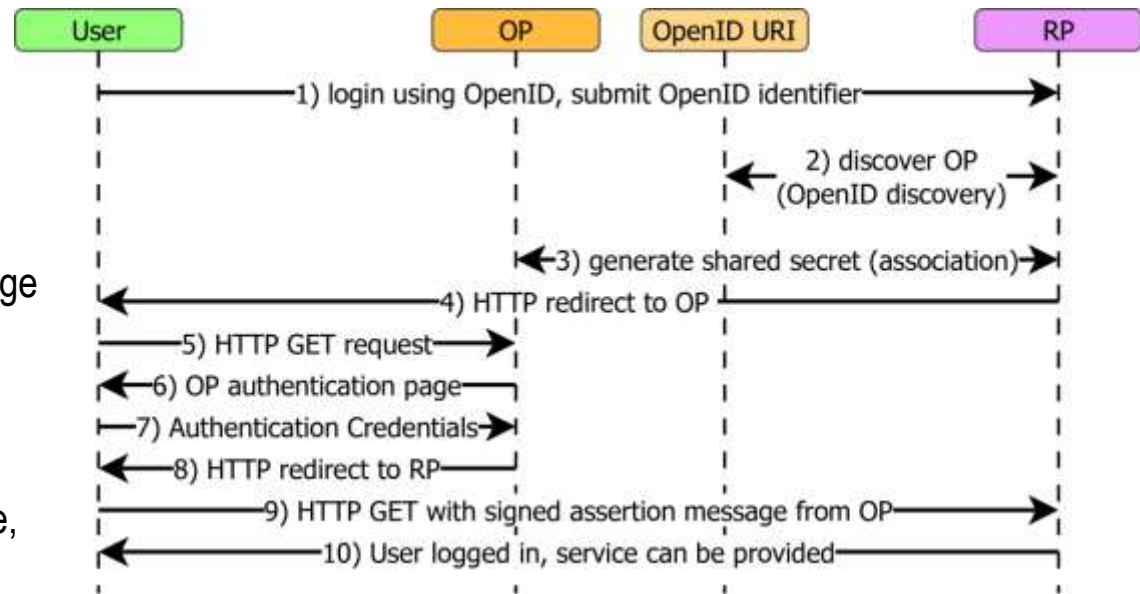 User
OP
OpenID URI
RP
1) login using OpenID, submit OpenID identifier
2) discover OP
(OpenID discovery)
3) generate shared secret (association)
ge
4) HTTP redirect to OP
5) HTTP GET request
6) OP authentication page
7) Authentication Credentials
8) HTTP redirect to RP
9) HTTP GET with signed assertion message from OP
e,
10) User logged in, service can be provided